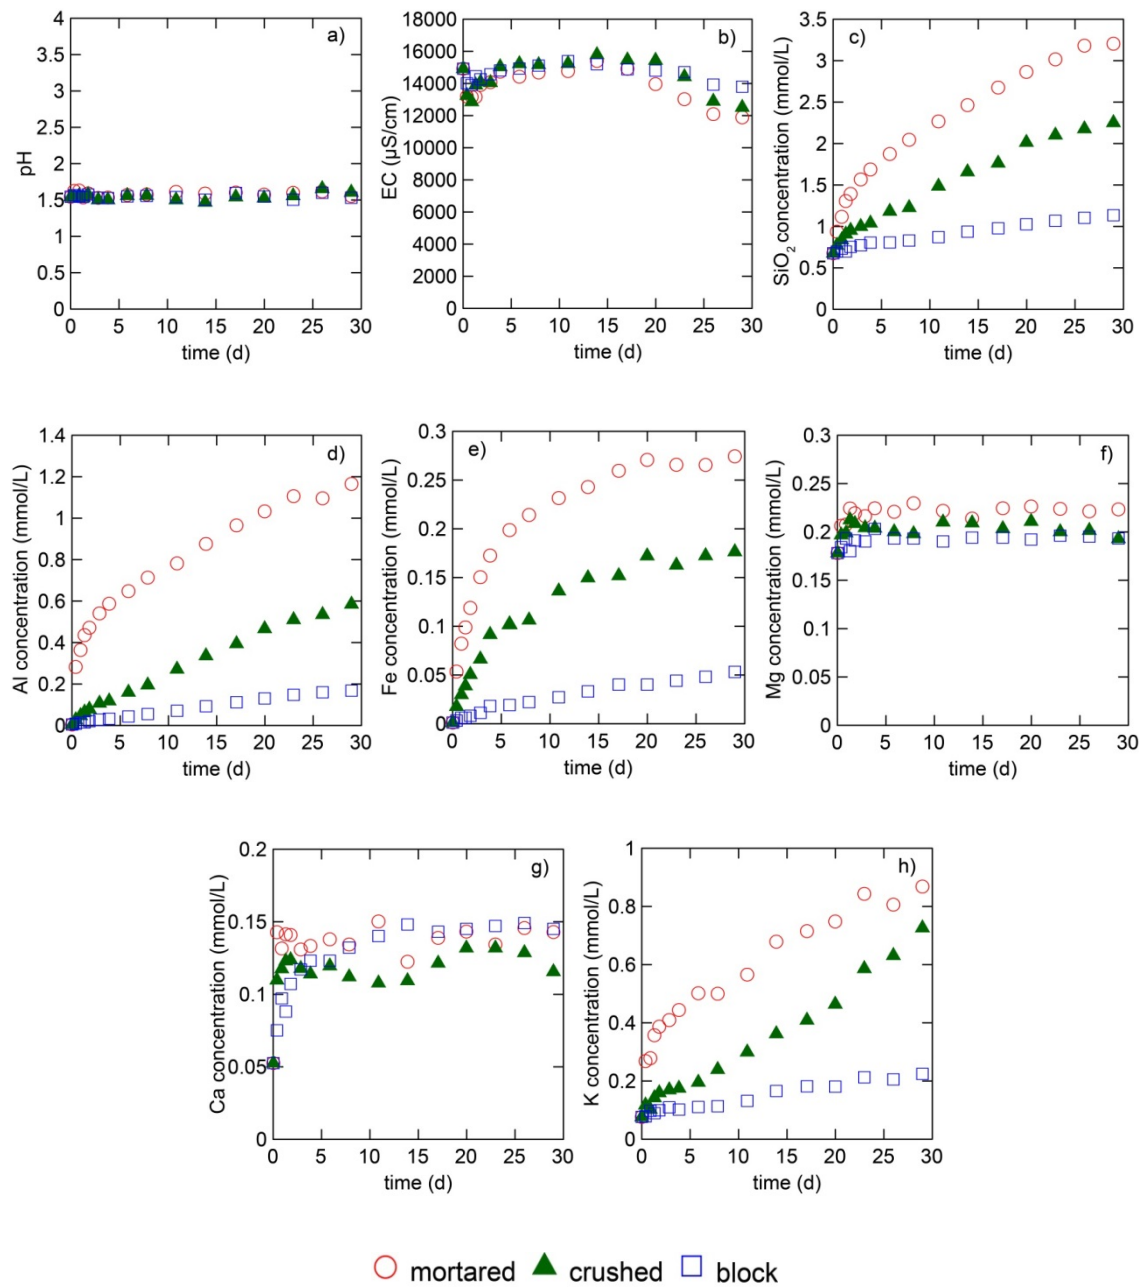 a)
4
3.5
3
2.5
2
1.5
1
0.5
0
pH
0 5 10 15 20 25 30
time (d)
b)
18000
16000
14000
12000
10000
8000
6000
4000
2000
0
EC (µS/cm)
0 5 10 15 20 25 30
time (d)
c)
3.5
3
2.5
2
1.5
1
0.5
0
SiO₂ concentration (mmol/L)
0 5 10 15 20 25 30
time (d)
d)
1.4
1.2
1
0.8
0.6
0.4
0.2
0
Al concentration (mmol/L)
0 5 10 15 20 25 30
time (d)
e)
0.3
0.25
0.2
0.15
0.1
0.05
0
Fe concentration (mmol/L)
0 5 10 15 20 25 30
time (d)
f)
0.3
0.25
0.2
0.15
0.1
0.05
0
Mg concentration (mmol/L)
0 5 10 15 20 25 30
time (d)
g)
0.2
0.15
0.1
0.05
0
Ca concentration (mmol/L)
0 5 10 15 20 25 30
time (d)
h)
1
0.8
0.6
0.4
0.2
0
K concentration (mmol/L)
0 5 10 15 20 25 30
time (d)
mortared crushed block